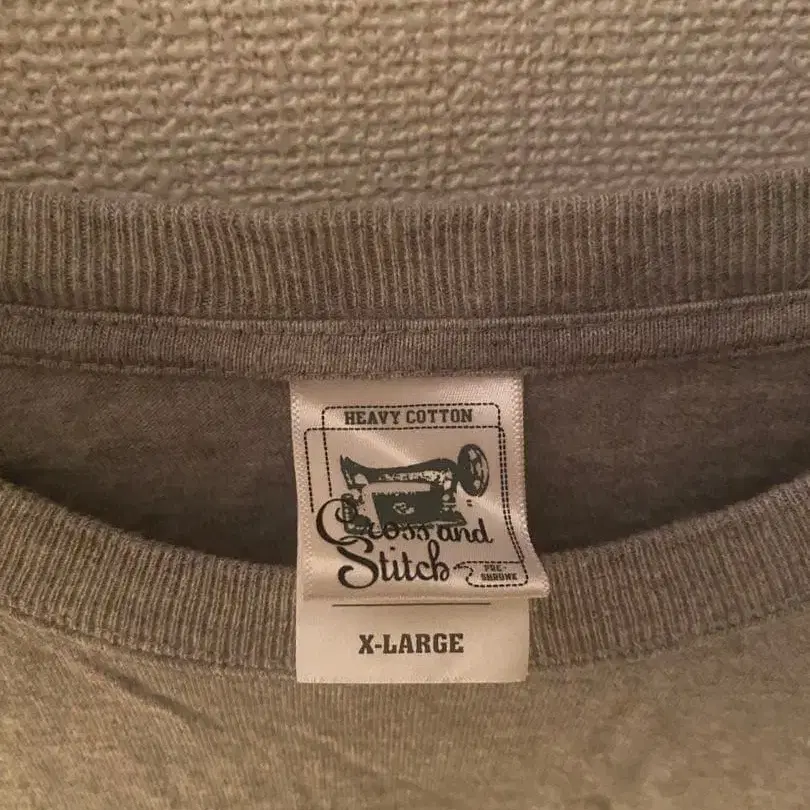 HEAVY COTTON
Cross and
Stitch
PRE-
SHRUNK
X-LARGE